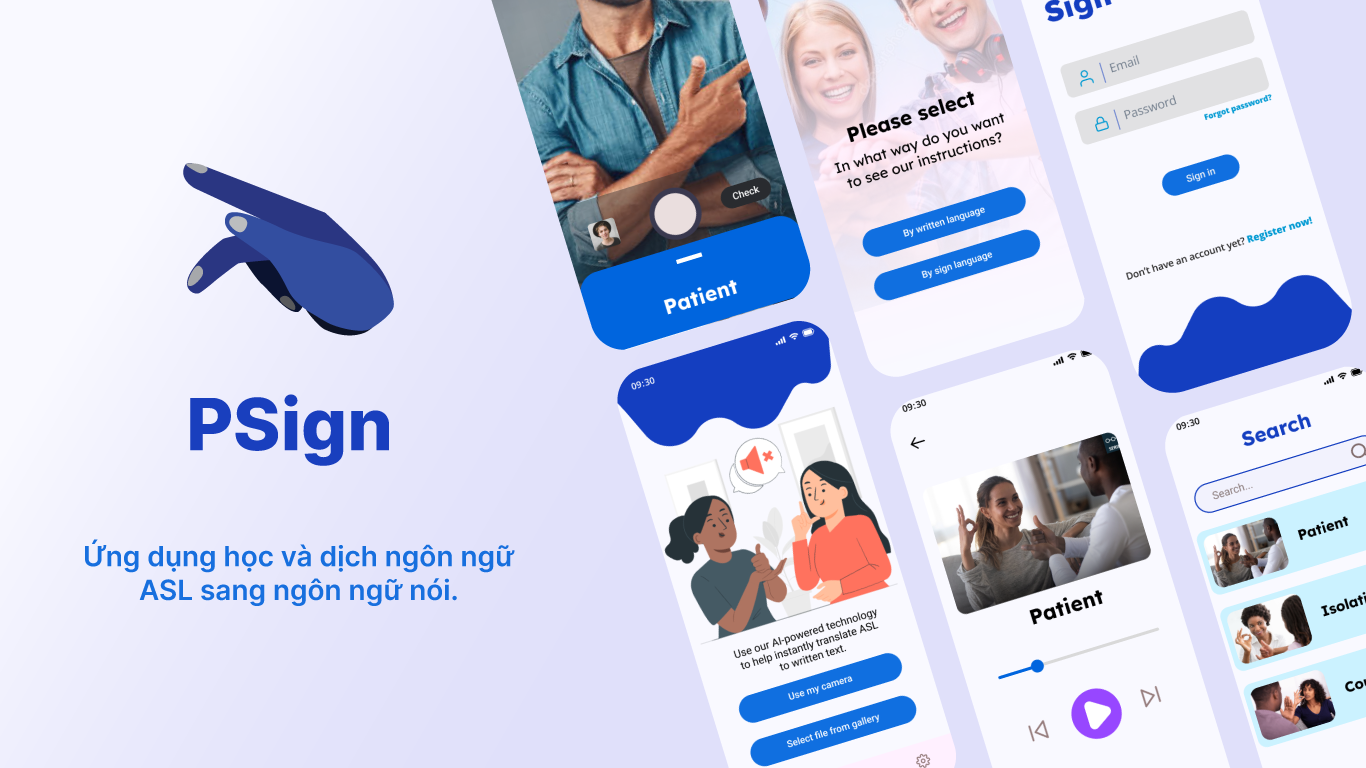 PSign
Ứng dụng học và dịch ngôn ngữ
ASL sang ngôn ngữ nói.
Check
Patient
Please select
In what way do you want
to see our instructions?
By written language
By sign language
Sign
Email
Password
Forgot password?
Sign in
Don't have an account yet? Register now!
09:30
Use our AI-powered technology
to help instantly translate ASL
to written text.
Use my camera
Select file from gallery
09:30
Patient
09:30
Search
Search...
Patient